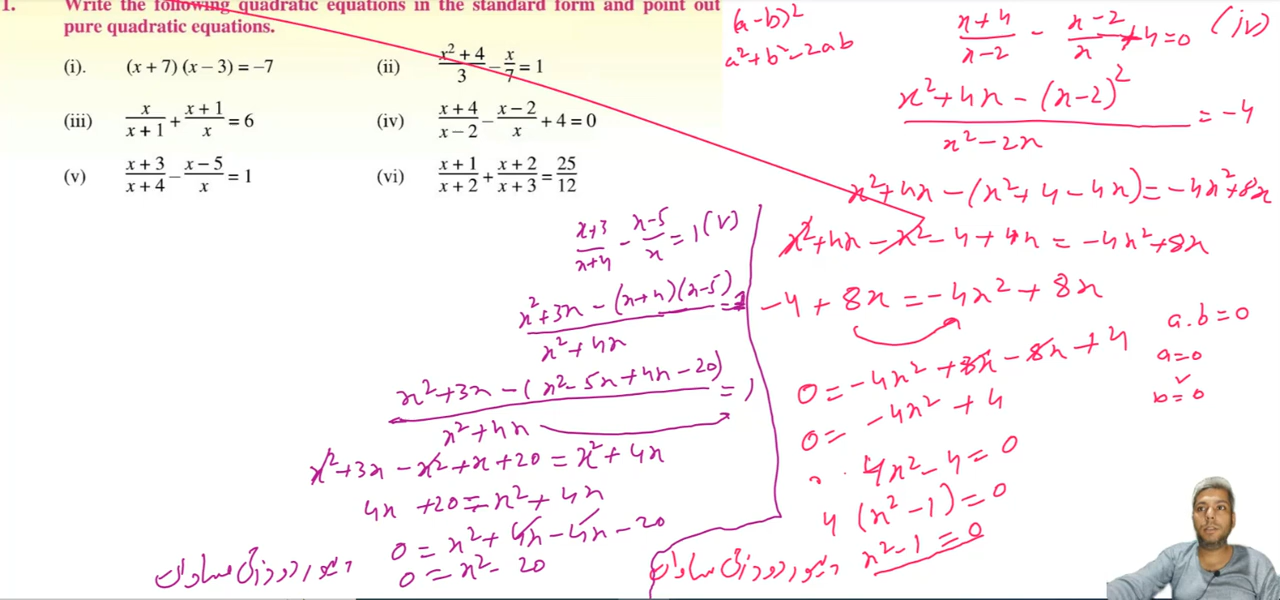 1. Write the following quadratic equations in the standard form and point out
pure quadratic equations.
(i). (x + 7) (x – 3) = –7
(ii) (x² + 4)/3 – x/7 = 1
(iii) x/(x + 1) + (x + 1)/x = 6
(iv) (x + 4)/(x – 2) – (x – 2)/x + 4 = 0
(v) (x + 3)/(x + 4) – (x – 5)/x = 1
(vi) (x + 1)/(x + 2) + (x + 2)/(x + 3) = 25/12
(a-b)²
a²+b²-2ab
(x+4)/(x-2) - (x-2)/x + 4=0 (iv)
(x²+4x - (x-2)²)/(x²-2x) = -4
x²+4x - (x²+4-4x) = -4x²+8x
x²+4x - x² - 4 + 4x = -4x²+8x
-4 + 8x = -4x² + 8x
0 = -4x² + 8x - 8x + 4
0 = -4x² + 4
4x² - 4 = 0
4 (x² - 1) = 0
x² - 1 = 0
a.b = 0
a=0
b=0
(x+3)/(x+4) - (x-5)/x = 1 (v)
(x²+3x - (x+4)(x-5))/(x²+4x) = 1
(x²+3x - (x²-5x+4x-20))/(x²+4x) = 1
x²+3x - x²+x+20 = x²+4x
4x +20 = x²+4x
0 = x²+4x-4x-20
0 = x²-20